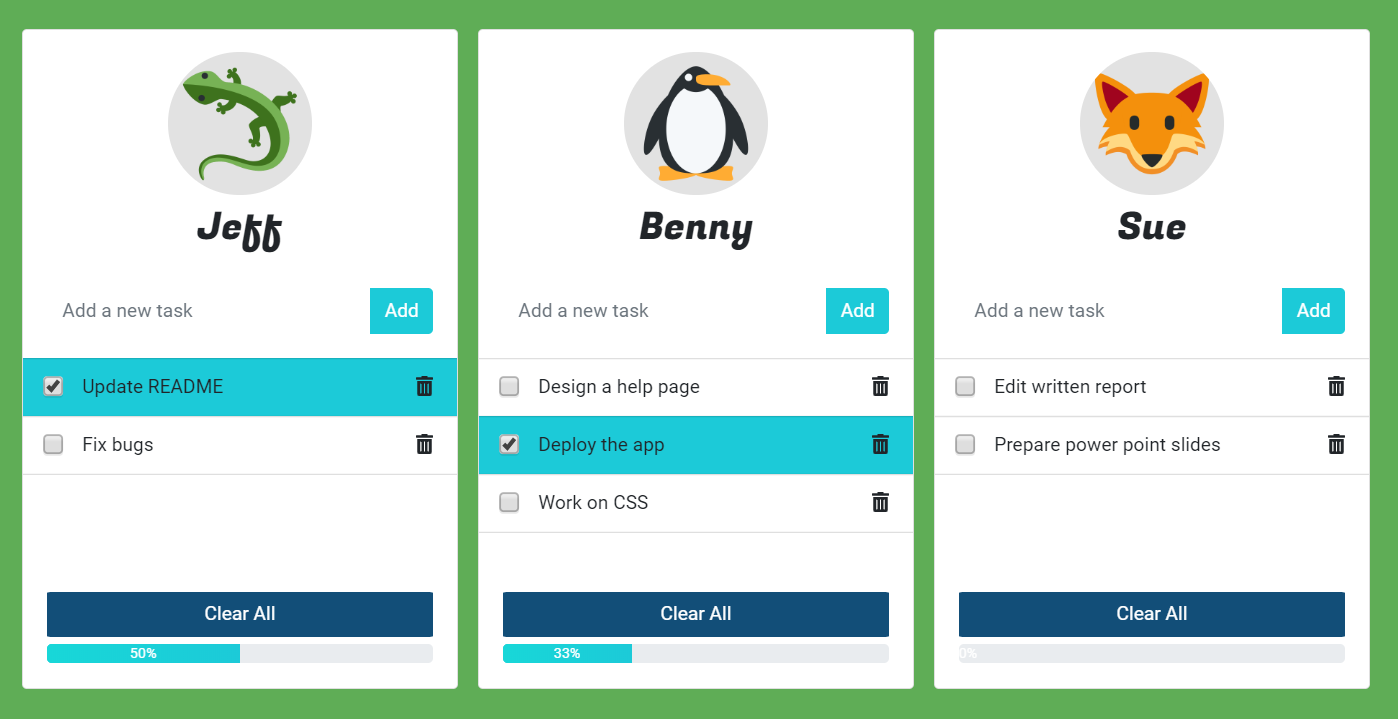 Jeff
Add a new task
Add
Update README
Fix bugs
Clear All
50%
Benny
Add a new task
Add
Design a help page
Deploy the app
Work on CSS
Clear All
33%
Sue
Add a new task
Add
Edit written report
Prepare power point slides
Clear All
0%